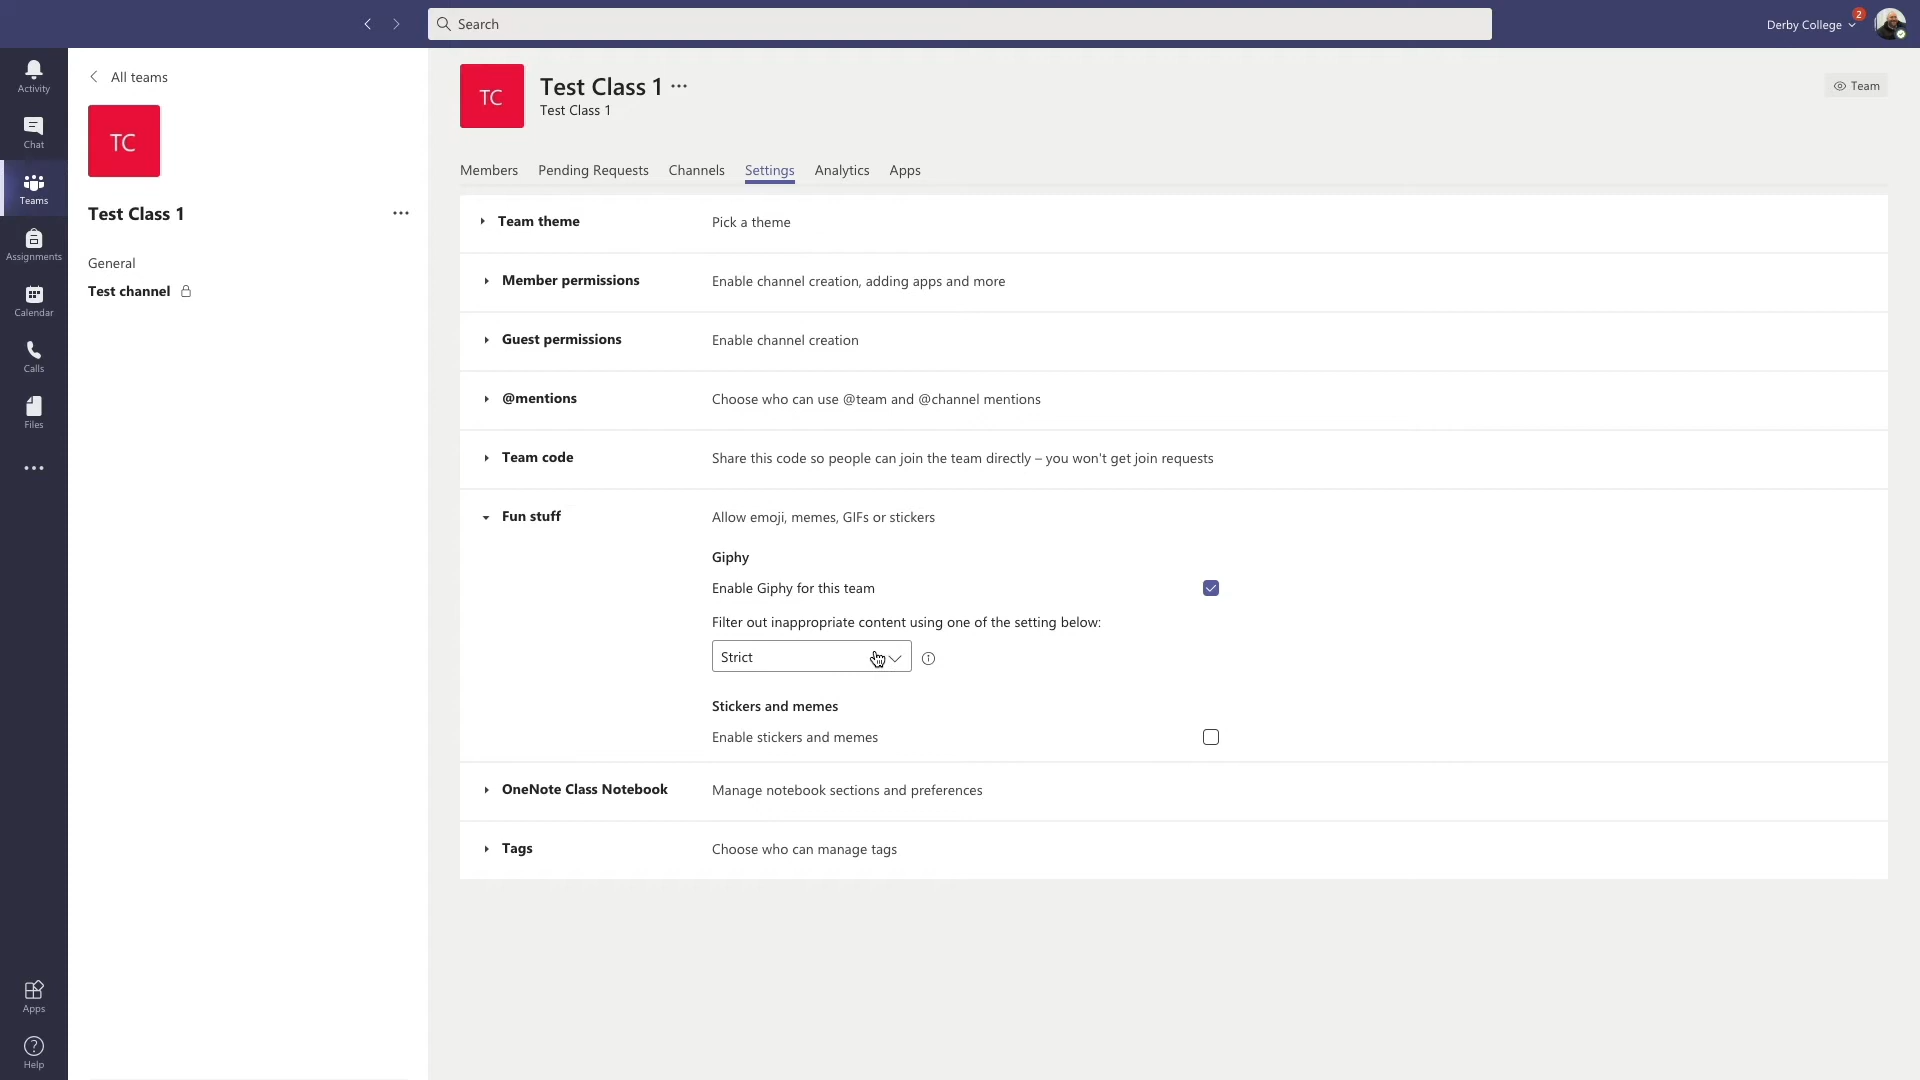 Search
Derby College
2
Activity
Chat
Teams
Assignments
Calendar
Calls
Files
Apps
Help
All teams
TC
Test Class 1
General
Test channel
TC
Test Class 1
Test Class 1
Team
Members Pending Requests Channels Settings Analytics Apps
Team theme Pick a theme
Member permissions Enable channel creation, adding apps and more
Guest permissions Enable channel creation
@mentions Choose who can use @team and @channel mentions
Team code Share this code so people can join the team directly – you won't get join requests
Fun stuff Allow emoji, memes, GIFs or stickers
Giphy
Enable Giphy for this team
Filter out inappropriate content using one of the setting below:
Strict
Stickers and memes
Enable stickers and memes
OneNote Class Notebook Manage notebook sections and preferences
Tags Choose who can manage tags